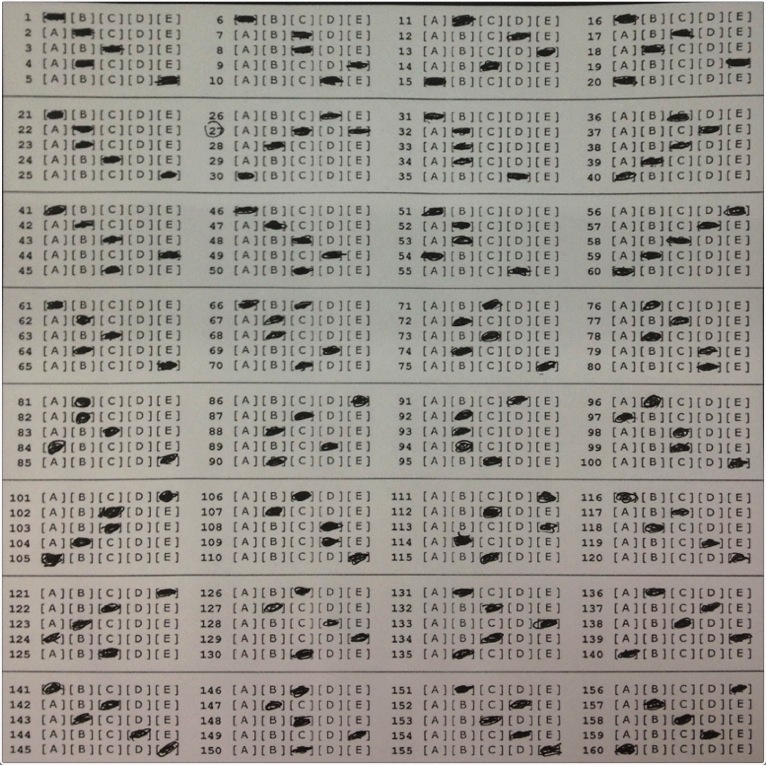 1 [B][C][D][E] 6 [B][C][D][E] 11 [A][C][D][E] 16 [B][C][D][E]
2 [A][C][D][E] 7 [A][B][D][E] 12 [A][B][C][E] 17 [A][B][D][E]
3 [A][B][D][E] 8 [A][B][D][E] 13 [A][B][C][D] 18 [A][C][D][E]
4 [A][C][D][E] 9 [A][B][C][D] 14 [A][B][D][E] 19 [A][B][C][D]
5 [A][B][C][D] 10 [A][B][C][E] 15 [B][C][D][E] 20 [B][C][D][E]
21 [B][C][D][E] 26 [A][B][C][E] 31 [B][C][D][E] 36 [A][B][D][E]
22 [A][C][D][E] 27 [A][B][D] 32 [A][C][D][E] 37 [A][B][C][E]
23 [A][C][D][E] 28 [A][C][D][E] 33 [A][C][D][E] 38 [A][B][D][E]
24 [A][B][D][E] 29 [A][B][C][D][E] 34 [A][C][D][E] 39 [A][C][D][E]
25 [A][B][C][D] 30 [B][C][D][E] 35 [A][B][C][E] 40 [B][C][D][E]
41 [B][C][D][E] 46 [B][C][D][E] 51 [B][C][D][E] 56 [A][B][C][D]
42 [A][C][D][E] 47 [A][C][D][E] 52 [A][C][D][E] 57 [A][B][C][E]
43 [A][B][D][E] 48 [A][B][D][E] 53 [A][C][D][E] 58 [A][B][D][E]
44 [A][B][C][D] 49 [A][B][C][E] 54 [B][C][D][E] 59 [A][C][D][E]
45 [A][B][D][E] 50 [A][B][D][E] 55 [A][B][C][E] 60 [B][C][D][E]
61 [B][C][D][E] 66 [B][D][E] 71 [A][B][D][E] 76 [A][C][D][E]
62 [A][C][D][E] 67 [A][C][D][E] 72 [A][C][D][E] 77 [A][B][D][E]
63 [A][B][D][E] 68 [A][C][D][E] 73 [A][B][D][E] 78 [A][C][D][E]
64 [A][C][D][E] 69 [A][B][C][E] 74 [A][C][D][E] 79 [A][B][C][E]
65 [A][B][C][D] 70 [A][B][D][E] 75 [A][B][C][D] 80 [A][B][C][E]
81 [A][C][D][E] 86 [A][B][C][D] 91 [A][B][C][E] 96 [A][C][D][E]
82 [A][C][D][E] 87 [A][B][D][E] 92 [A][C][D][E] 97 [B][C][D][E]
83 [A][B][D][E] 88 [A][C][D][E] 93 [A][C][D][E] 98 [A][B][D][E]
84 [B][C][D][E] 89 [A][B][C][E] 94 [A][C][D][E] 99 [A][B][D][E]
85 [A][B][C][D] 90 [A][C][D][E] 95 [A][B][D][E] 100 [A][B][C][D]
101 [A][B][C][D] 106 [A][B][D][E] 111 [A][B][C][D] 116 [B][C][D][E]
102 [A][B][D][E] 107 [A][C][D][E] 112 [A][B][D][E] 117 [A][B][D][E]
103 [A][B][D][E] 108 [A][B][C][E] 113 [A][B][C][D] 118 [A][C][D][E]
104 [A][C][D][E] 109 [A][B][C][E] 114 [A][C][D][E] 119 [A][B][C][E]
105 [B][C][D][E] 110 [A][B][C][D] 115 [A][B][D][E] 120 [A][B][C][D]
121 [A][B][C][D] 126 [A][B][D][E] 131 [A][C][D][E] 136 [A][C][D][E]
122 [A][B][D][E] 127 [A][C][D][E] 132 [A][B][D][E] 137 [A][B][C][E]
123 [A][C][D][E] 128 [A][B][C][E] 133 [A][B][C][D] 138 [A][B][D][E]
124 [B][C][D][E] 129 [A][B][C][D] 134 [A][B][D][E] 139 [A][B][C][D]
125 [A][B][D][E] 130 [A][B][D][E] 135 [A][C][D][E] 140 [B][C][D][E]
141 [B][C][D][E] 146 [A][B][D][E] 151 [A][C][D][E] 156 [A][B][C][D]
142 [A][B][D][E] 147 [A][C][D][E] 152 [A][B][C][E] 157 [A][C][D][E]
143 [A][C][D][E] 148 [A][B][D][E] 153 [A][B][D][E] 158 [A][B][D][E]
144 [A][B][C][E] 149 [A][B][C][D] 154 [A][B][C][E] 159 [A][B][C][E]
145 [A][B][C][D] 150 [A][B][D][E] 155 [A][B][C][D] 160 [B][C][D][E]